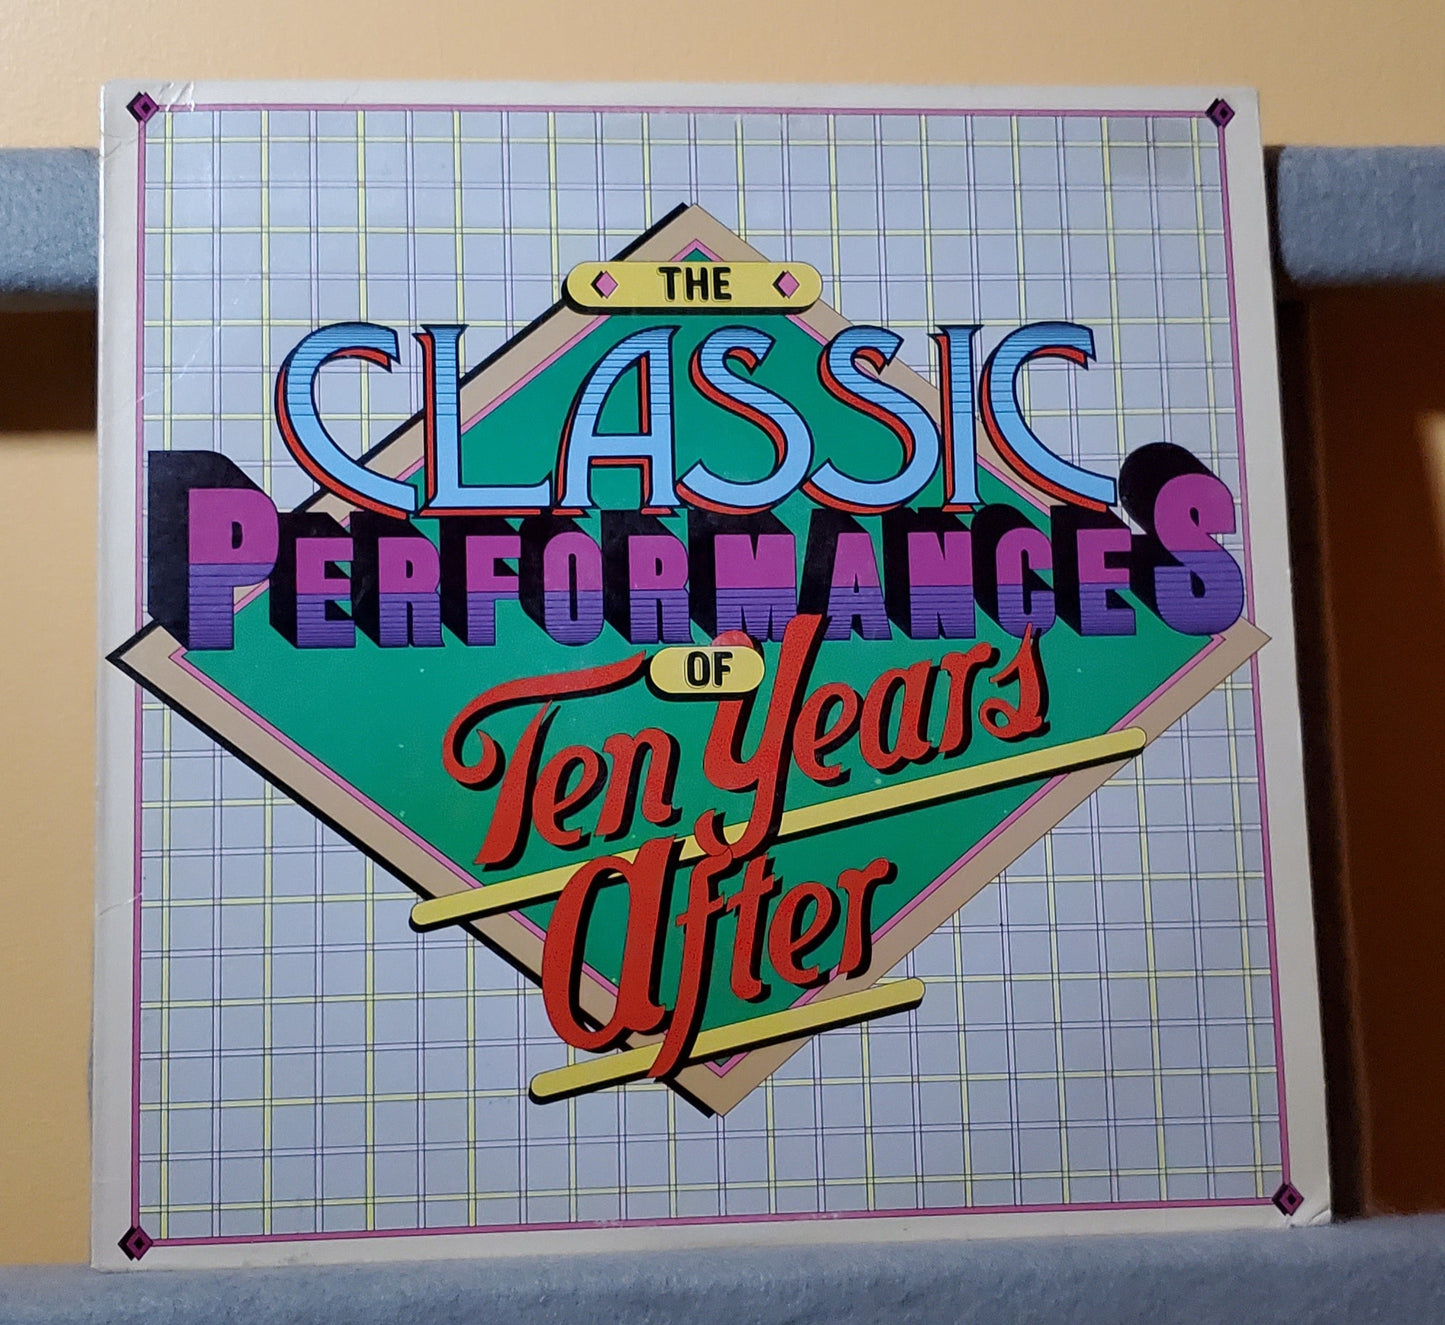 THE
CLASSIC
PERFORMANCES
OF
Ten Years
After